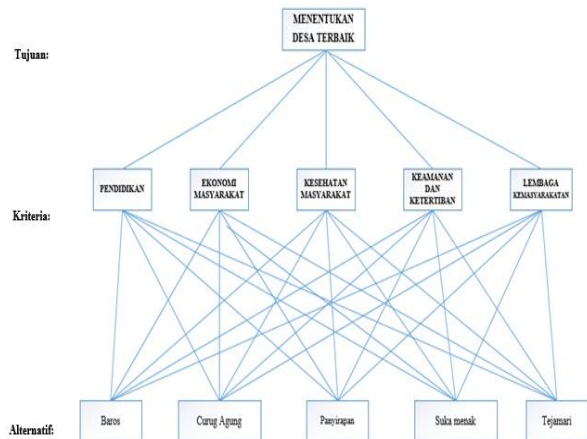 MENENTUKAN
DESA TERBAIK
Tujuan:
PENDIDIKAN
EKONOMI
MASYARAKAT
KESEHATAN
MASYARAKAT
KEAMANAN
DAN
KETERTIBAN
LEMBAGA
KEMASYARAKATAN
Kriteria:
Baros
Curug Agung
Panyirapan
Suka menak
Tejamari
Alternatif: